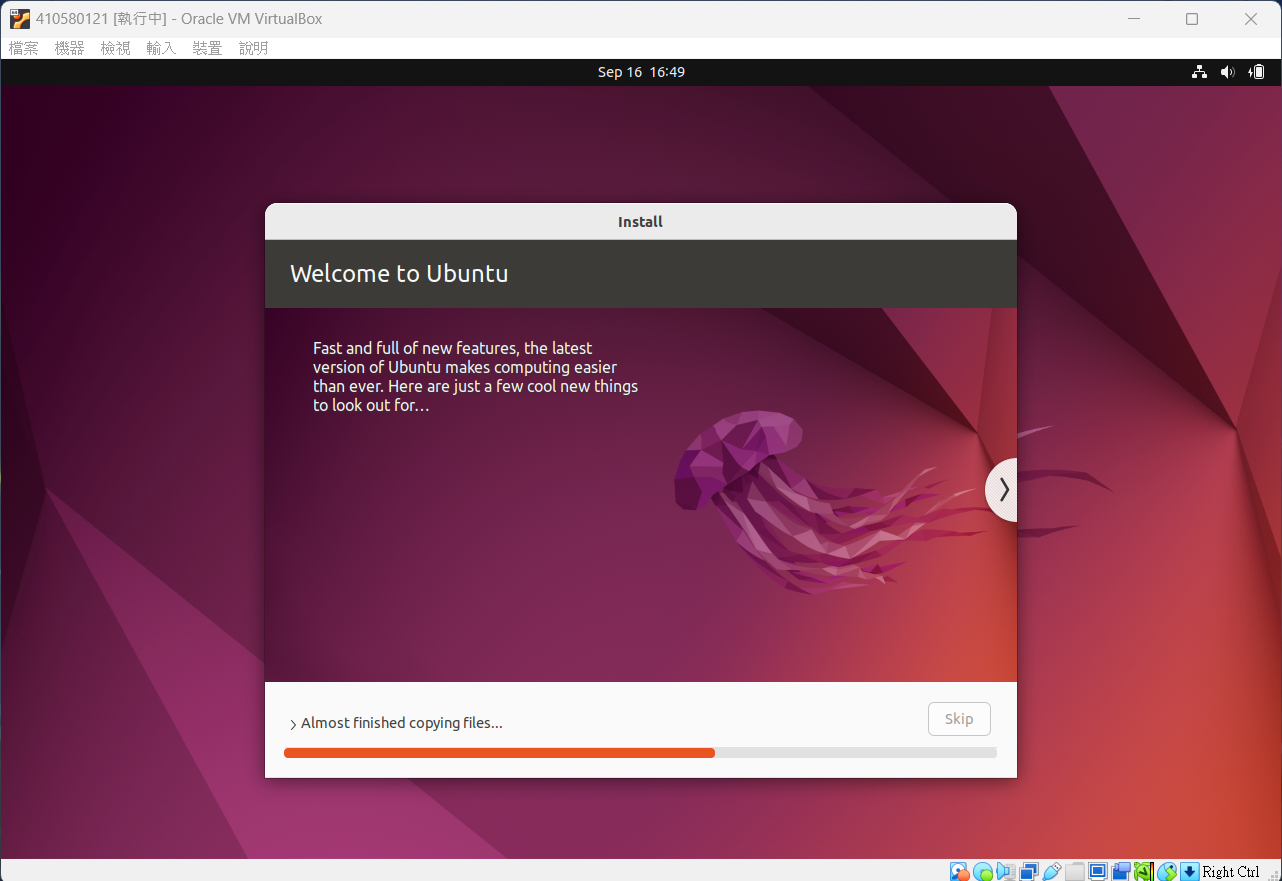 410580121 [執行中] - Oracle VM VirtualBox
檔案 機器 檢視 輸入 裝置 說明
Sep 16 16:49
Install
Welcome to Ubuntu
Fast and full of new features, the latest
version of Ubuntu makes computing easier
than ever. Here are just a few cool new things
to look out for…
Almost finished copying files...
Skip
Right Ctrl